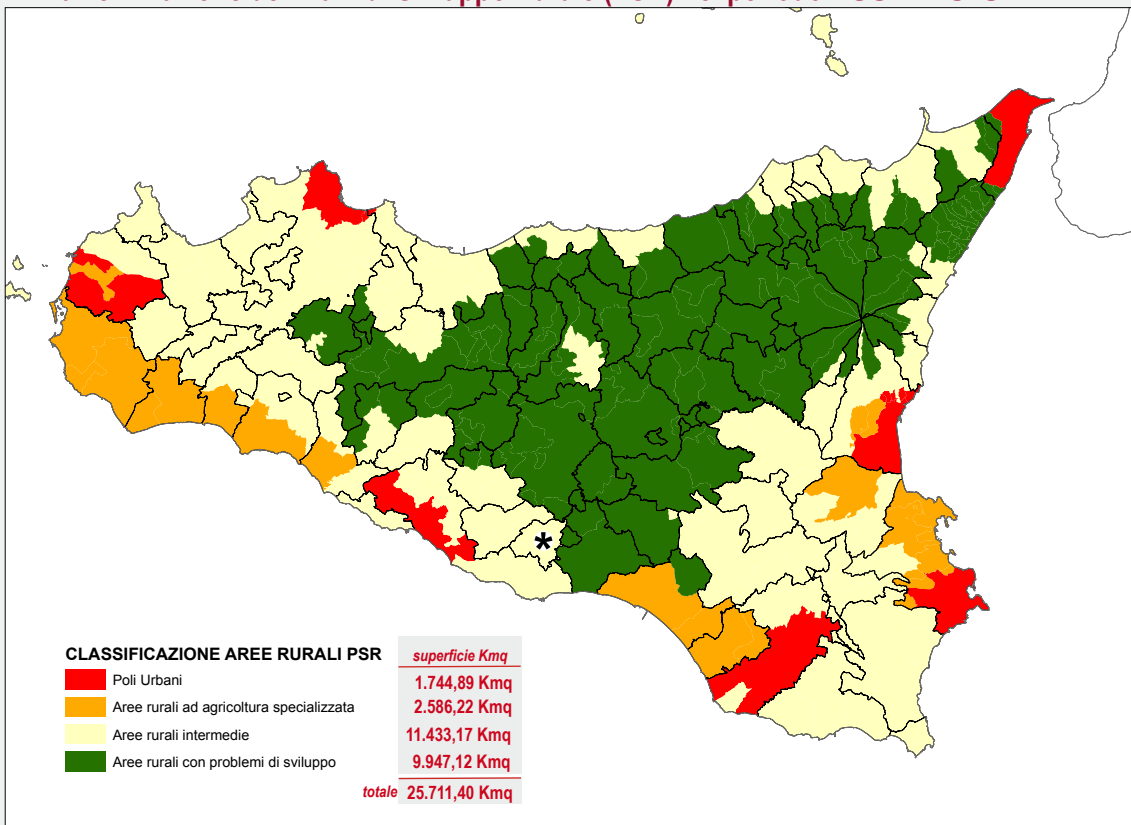 CLASSIFICAZIONE AREE RURALI PSR superficie Kmq
Poli Urbani 1.744,89 Kmq
Aree rurali ad agricoltura specializzata 2.586,22 Kmq
Aree rurali intermedie 11.433,17 Kmq
Aree rurali con problemi di sviluppo 9.947,12 Kmq
totale 25.711,40 Kmq
*